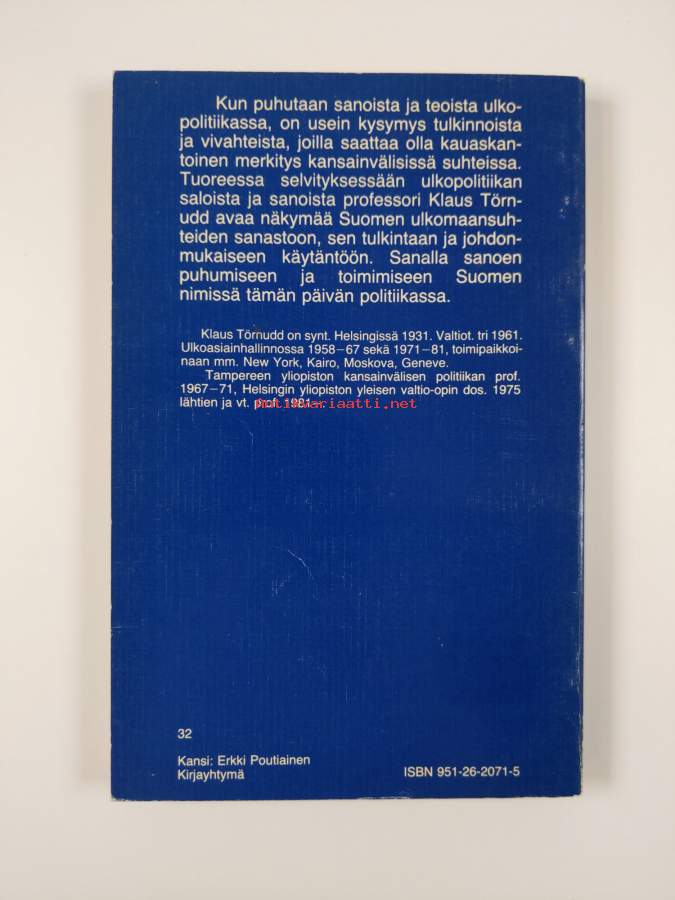 Kun puhutaan sanoista ja teoista ulko-
politiikassa, on usein kysymys tulkinnoista
ja vivahteista, joilla saattaa olla kauaskan-
toinen merkitys kansainvälisissä suhteissa.
Tuoreessa selvityksessään ulkopolitiikan
saloista ja sanoista professori Klaus Törn-
udd avaa näkymää Suomen ulkomaansuh-
teiden sanastoon, sen tulkintaan ja johdon-
mukaiseen käytäntöön. Sanalla sanoen
puhumiseen ja toimimiseen Suomen
nimissä tämän päivän politiikassa.
Klaus Törnudd on synt. Helsingissä 1931. Valtiot. tri 1961.
Ulkoasiainhallinnossa 1958–67 sekä 1971–81, toimipaikkoi-
naan mm. New York, Kairo, Moskova, Geneve.
Tampereen yliopiston kansainvälisen politiikan prof.
1967–71, Helsingin yliopiston yleisen valtio-opin dos. 1975
lähtien ja vt. prof. 1981–.
antikvariaatti.net
32
Kansi: Erkki Poutiainen
Kirjayhtymä
ISBN 951-26-2071-5